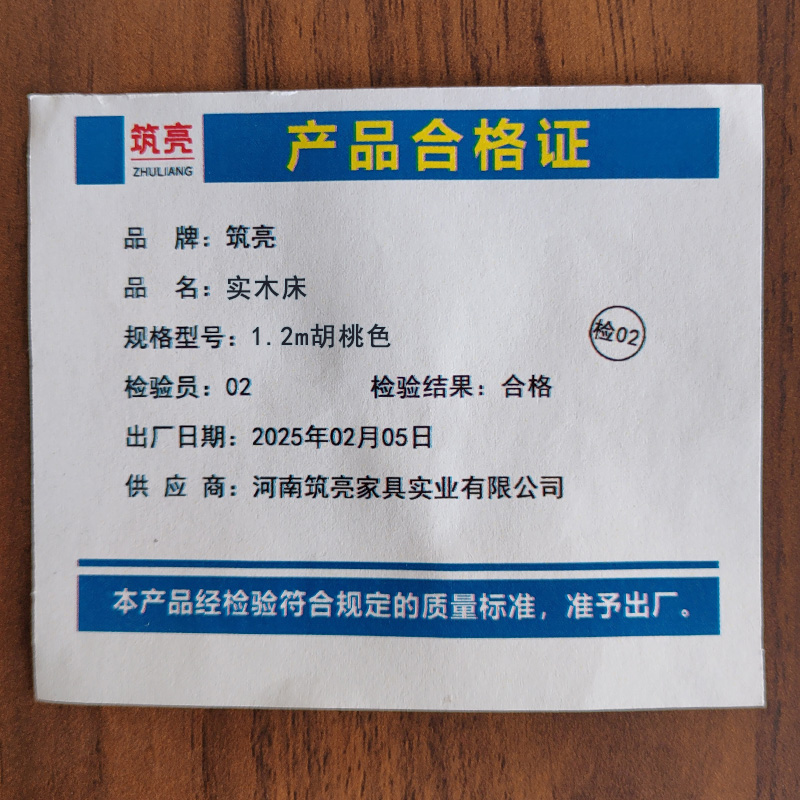 筑亮
ZHULIANG
产品合格证
品 牌：筑亮
品 名：实木床
规格型号：1.2m胡桃色
检02
检验员：02 检验结果：合格
出厂日期：2025年02月05日
供 应 商：河南筑亮家具实业有限公司
本产品经检验符合规定的质量标准，准予出厂。